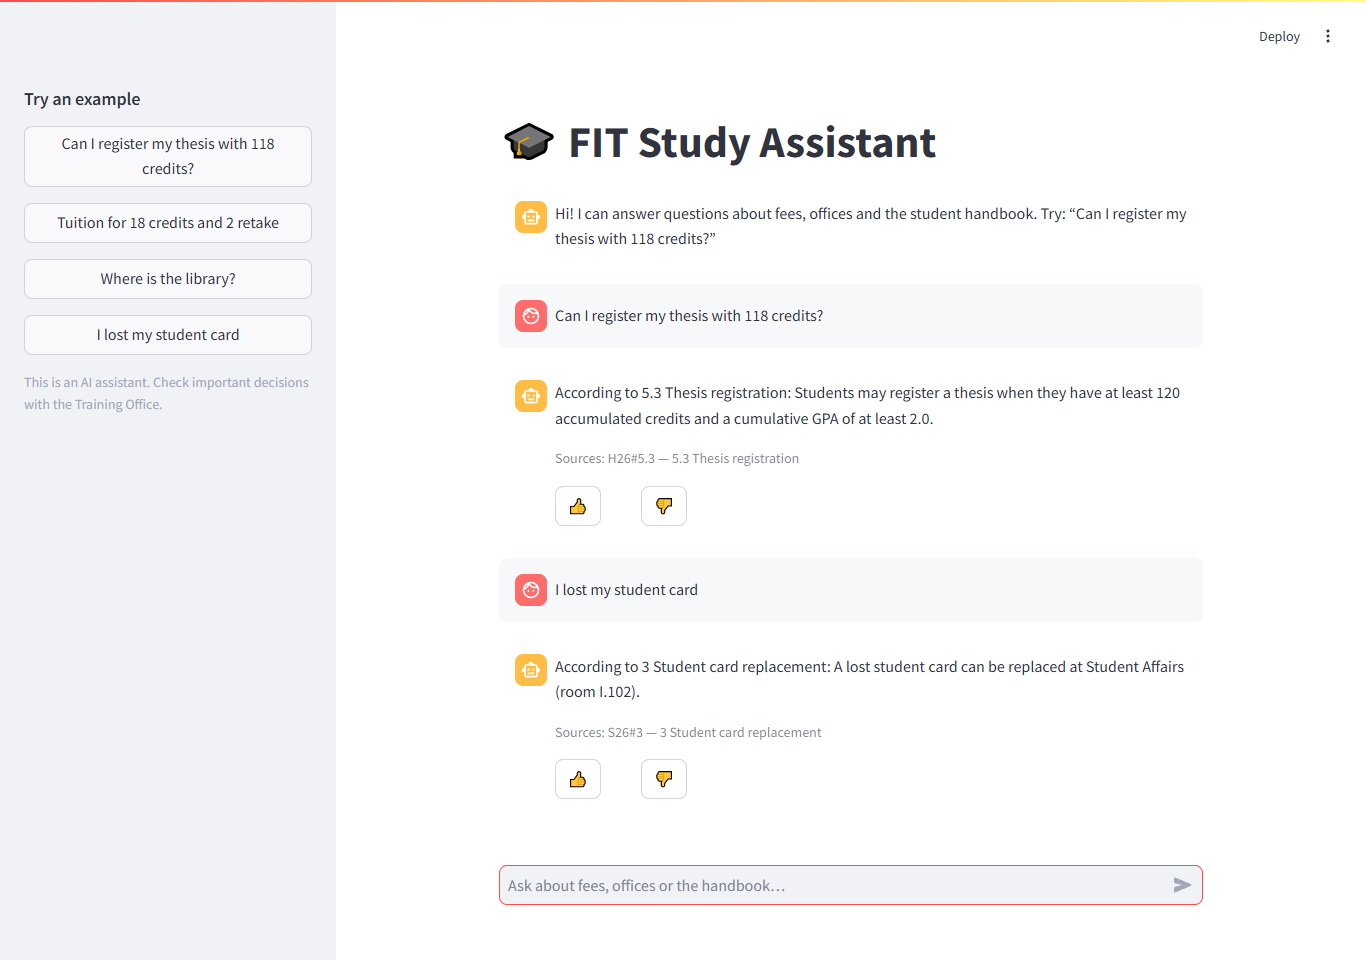 Deploy
Try an example
Can I register my thesis with 118
credits?
Tuition for 18 credits and 2 retake
Where is the library?
I lost my student card
This is an AI assistant. Check important decisions
with the Training Office.
FIT Study Assistant
Hi! I can answer questions about fees, offices and the student handbook. Try: “Can I register my
thesis with 118 credits?”
Can I register my thesis with 118 credits?
According to 5.3 Thesis registration: Students may register a thesis when they have at least 120
accumulated credits and a cumulative GPA of at least 2.0.
Sources: H26#5.3 — 5.3 Thesis registration
I lost my student card
According to 3 Student card replacement: A lost student card can be replaced at Student Affairs
(room I.102).
Sources: S26#3 — 3 Student card replacement
Ask about fees, offices or the handbook…